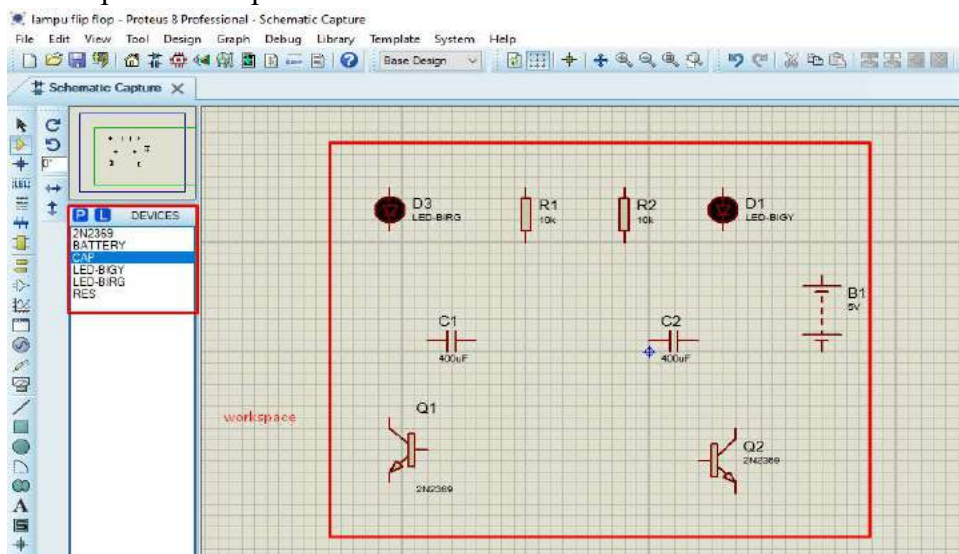 lampu flip flop - Proteus 8 Professional - Schematic Capture
File Edit View Tool Design Graph Debug Library Template System Help
Base Design
Schematic Capture
0°
P L DEVICES
2N2369
BATTERY
CAP
LED-BIGY
LED-BIRG
RES
D3
LED-BIRG
R1
10k
R2
10k
D1
LED-BIGY
B1
C1
400uF
C2
400uF
workspace
Q1
2N2369
Q2
2N2369
A
S